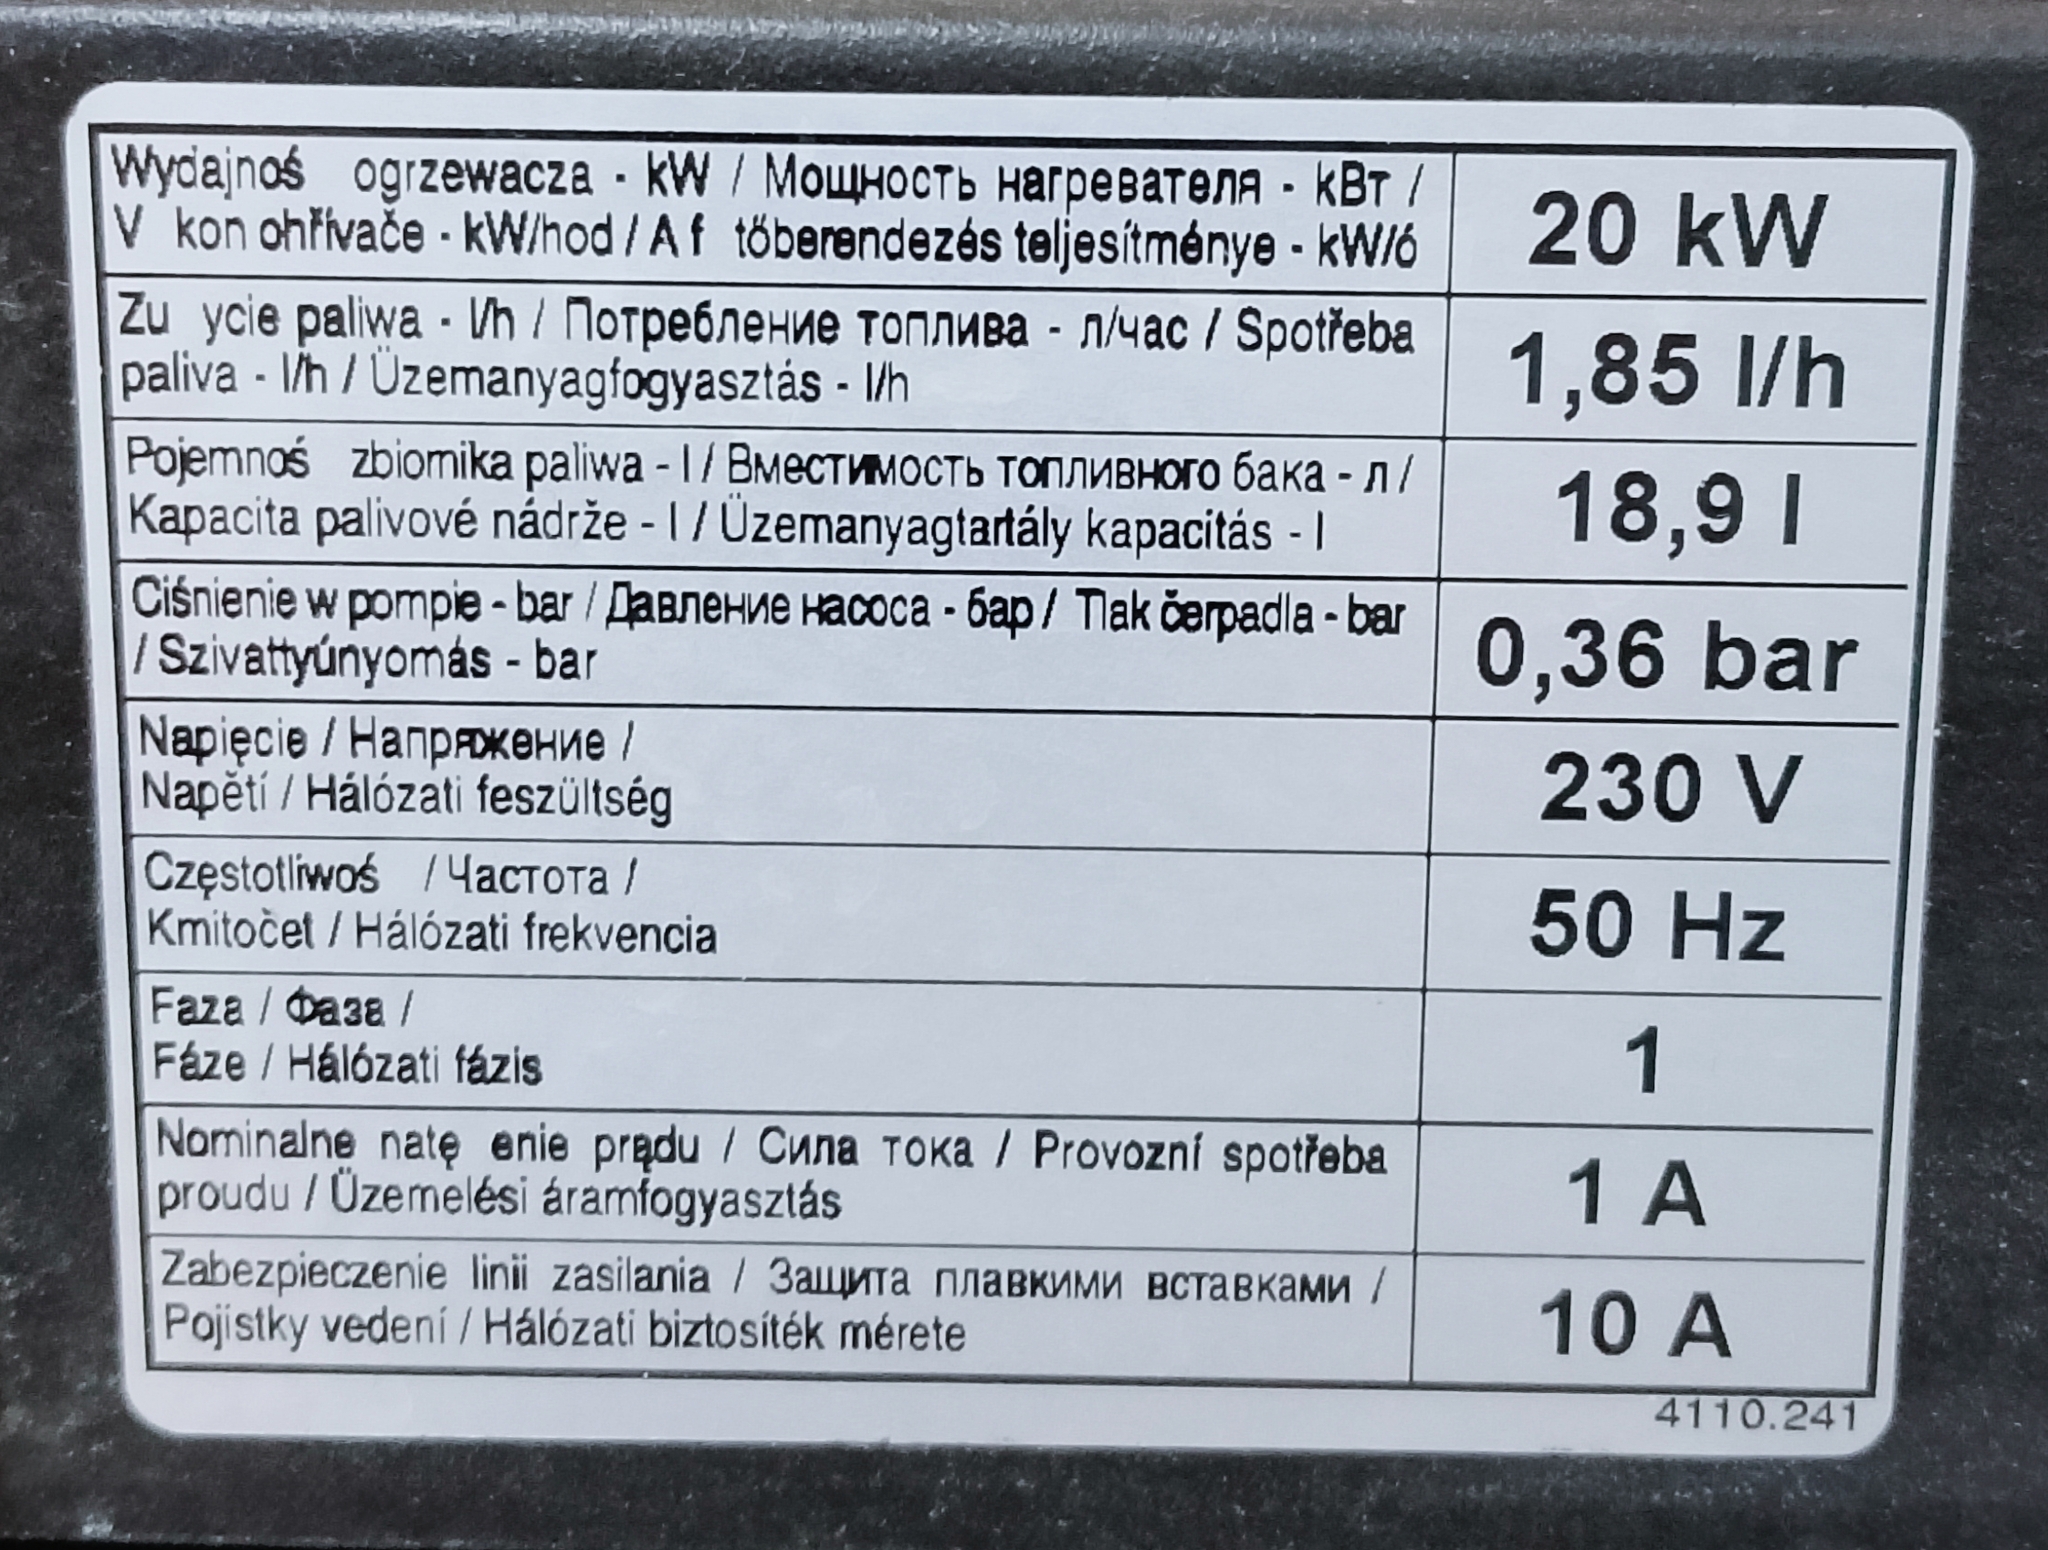 Wydajnoś ogrzewacza - kW / Мощность нагревателя - кВт /
V kon ohřívače - kW/hod / A f tőberendezés teljesítménye - kW/ó
20 kW
Zu ycie paliwa - l/h / Потребление топлива - л/час / Spotřeba
paliva - l/h / Üzemanyagfogyasztás - l/h
1,85 l/h
Pojemnoś zbiornika paliwa - l / Вместимость топливного бака - л /
Kapacita palivové nádrže - l / Üzemanyagtartály kapacitás - l
18,9 l
Ciśnienie w pompie - bar / Давление насоса - бар / Tlak čerpadla - bar
/ Szivattyúnyomás - bar
0,36 bar
Napięcie / Напряжение /
Napětí / Hálózati feszültség
230 V
Częstotliwoś / Частота /
Kmitočet / Hálózati frekvencia
50 Hz
Faza / Фаза /
Fáze / Hálózati fázis
1
Nominalne natę enie prądu / Сила тока / Provozní spotřeba
proudu / Üzemelési áramfogyasztás
1 A
Zabezpieczenie linii zasilania / Защита плавкими вставками /
Pojistky vedení / Hálózati biztosíték mérete
10 A
4110.241